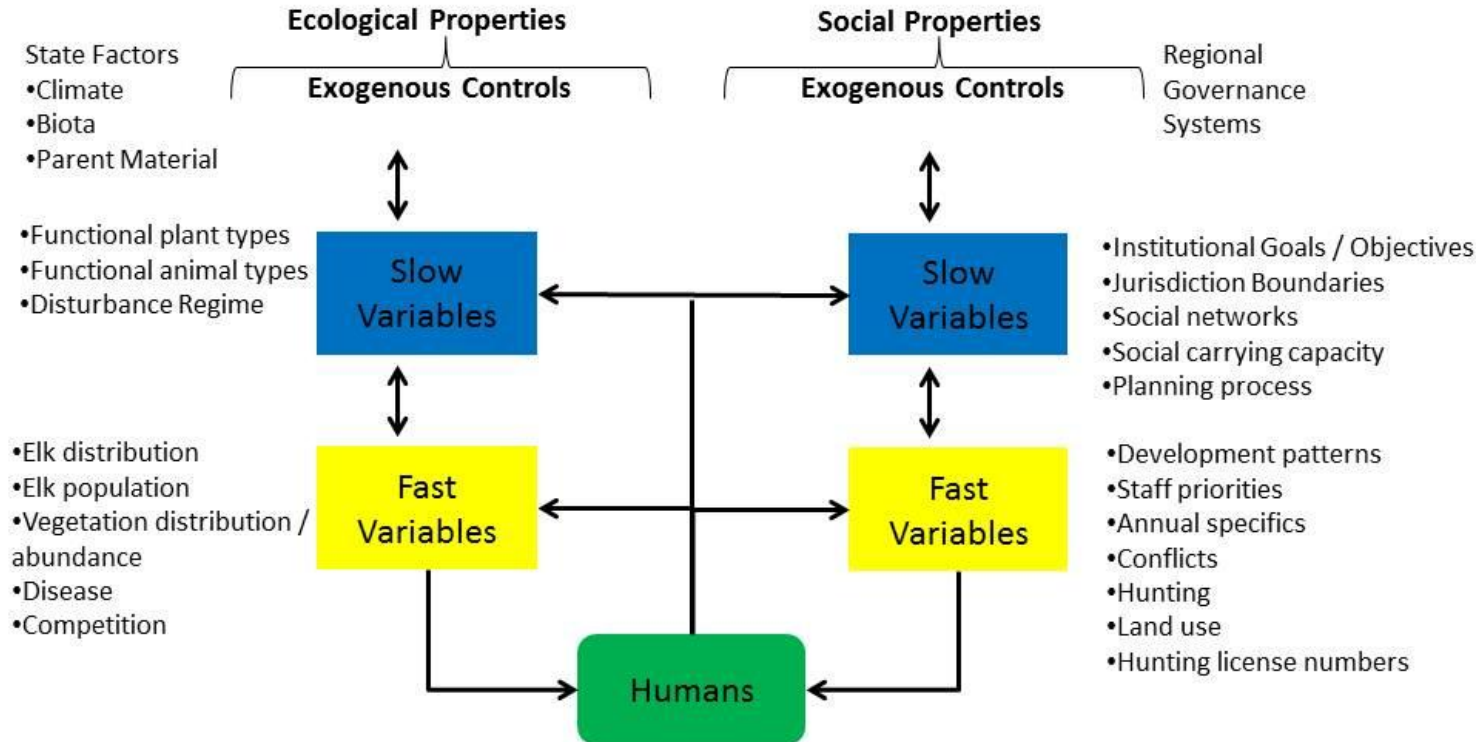 Ecological Properties
Exogenous Controls
State Factors
•Climate
•Biota
•Parent Material
Social Properties
Exogenous Controls
Regional
Governance
Systems
•Functional plant types
•Functional animal types
•Disturbance Regime
Slow
Variables
Slow
Variables
•Institutional Goals / Objectives
•Jurisdiction Boundaries
•Social networks
•Social carrying capacity
•Planning process
•Elk distribution
•Elk population
•Vegetation distribution /
abundance
•Disease
•Competition
Fast
Variables
Fast
Variables
•Development patterns
•Staff priorities
•Annual specifics
•Conflicts
•Hunting
•Land use
•Hunting license numbers
Humans